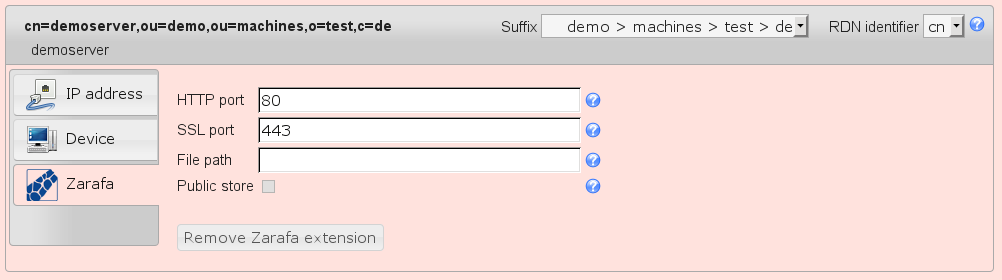 cn=demoserver,ou=demo,ou=machines,o=test,c=de Suffix demo > machines > test > de RDN identifier cn
demoserver
IP address
Device
Zarafa
HTTP port 80
SSL port 443
File path
Public store
Remove Zarafa extension